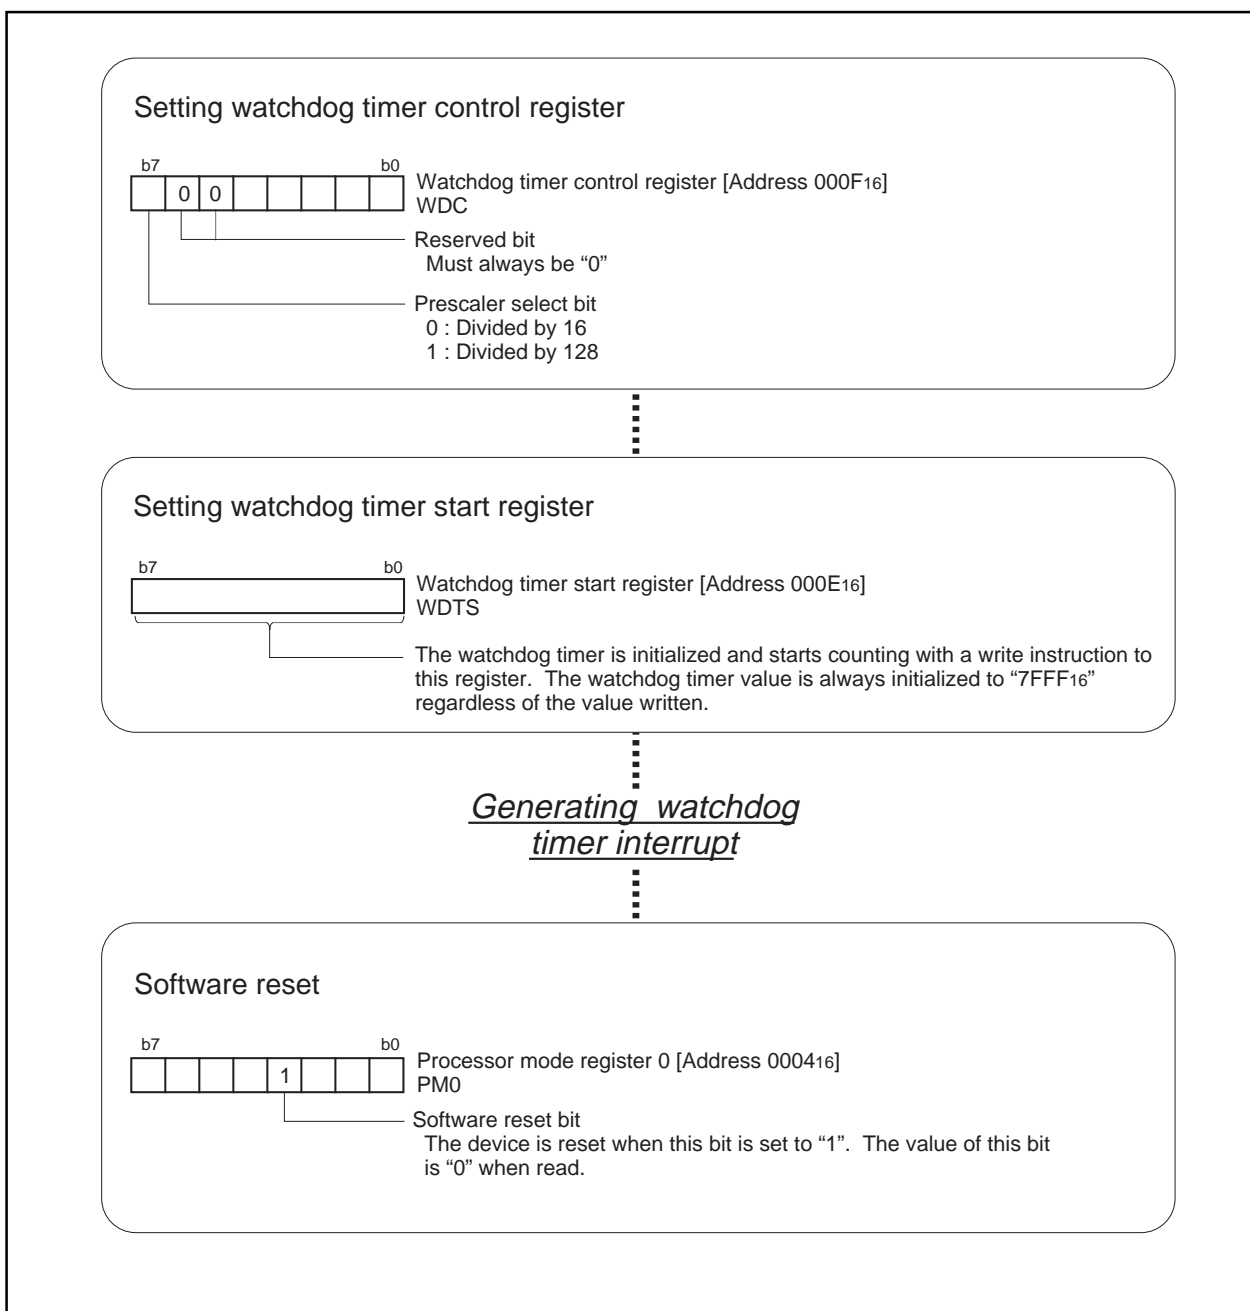 Setting watchdog timer control register
b7 b0
0 0
Watchdog timer control register [Address 000F16]
WDC
Reserved bit
Must always be “0”
Prescaler select bit
0 : Divided by 16
1 : Divided by 128
Setting watchdog timer start register
b7 b0
Watchdog timer start register [Address 000E16]
WDTS
The watchdog timer is initialized and starts counting with a write instruction to
this register. The watchdog timer value is always initialized to “7FFF16”
regardless of the value written.
Generating watchdog
timer interrupt
Software reset
b7 b0
1
Processor mode register 0 [Address 000416]
PM0
Software reset bit
The device is reset when this bit is set to “1”. The value of this bit
is “0” when read.